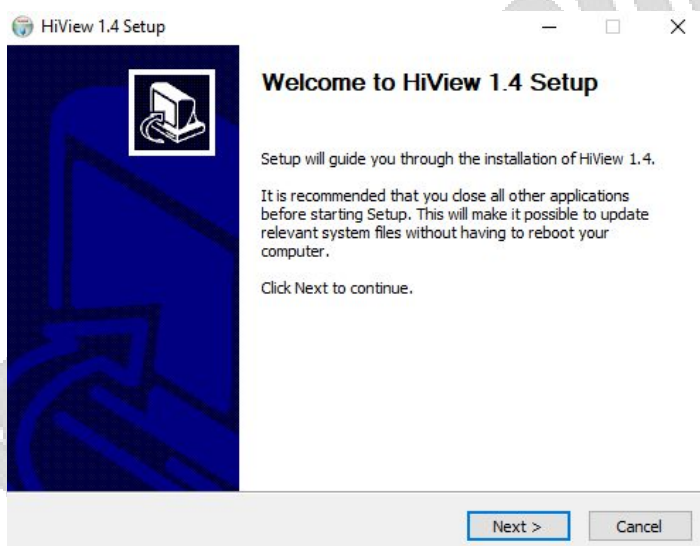 HiView 1.4 Setup
Welcome to HiView 1.4 Setup
Setup will guide you through the installation of HiView 1.4.
It is recommended that you close all other applications
before starting Setup. This will make it possible to update
relevant system files without having to reboot your
computer.
Click Next to continue.
Next >
Cancel